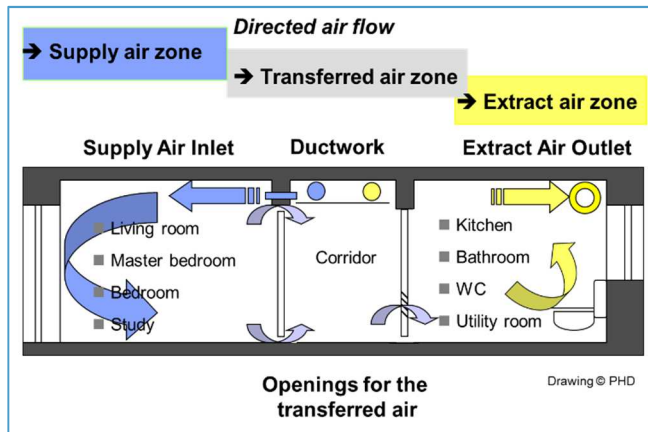 Directed air flow
➔ Supply air zone
➔ Transferred air zone
➔ Extract air zone
Supply Air Inlet
Ductwork
Extract Air Outlet
Living room
Master bedroom
Bedroom
Study
Corridor
Kitchen
Bathroom
WC
Utility room
Openings for the
transferred air
Drawing © PHD